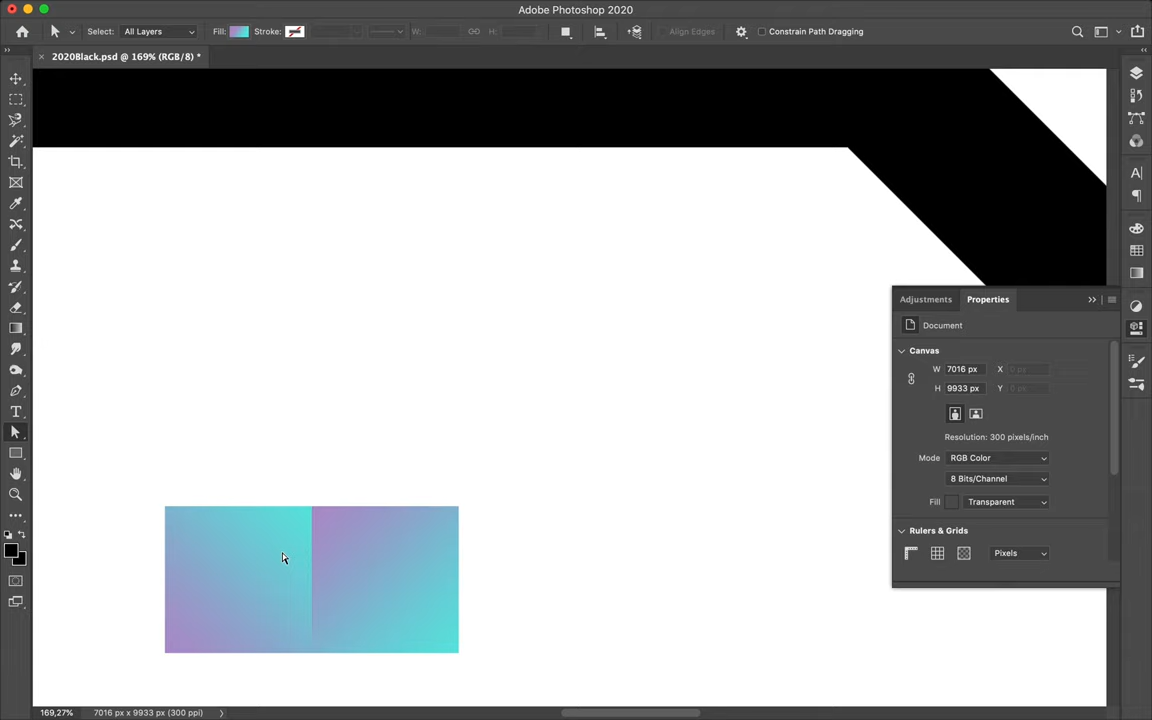 Adobe Photoshop 2020
Select: All Layers Fill: Stroke: W: H: Align Edges Constrain Path Dragging
× 2020Black.psd @ 169% (RGB/8) *
Adjustments Properties
Document
Canvas
W 7016 px X 0 px
H 9933 px Y 0 px
Resolution: 300 pixels/inch
Mode RGB Color
8 Bits/Channel
Fill Transparent
Rulers & Grids
Pixels
169,27% 7016 px x 9933 px (300 ppi)